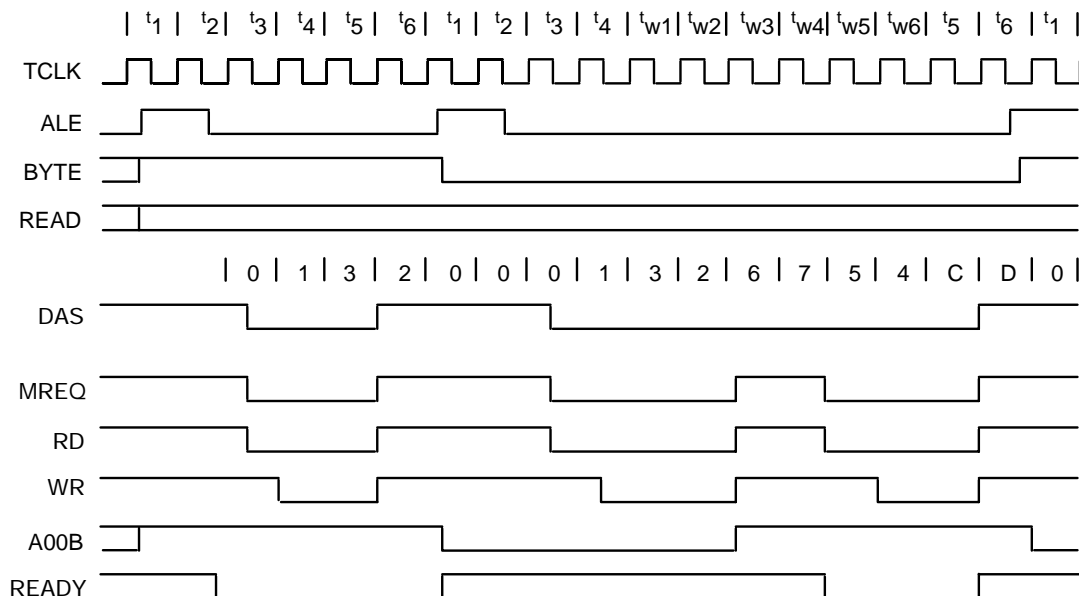 t1 t2 t3 t4 t5 t6 t1 t2 t3 t4 tw1 tw2 tw3 tw4 tw5 tw6 t5 t6 t1
TCLK
ALE
BYTE
READ
0 1 3 2 0 0 0 1 3 2 6 7 5 4 C D 0
DAS
MREQ
RD
WR
A00B
READY